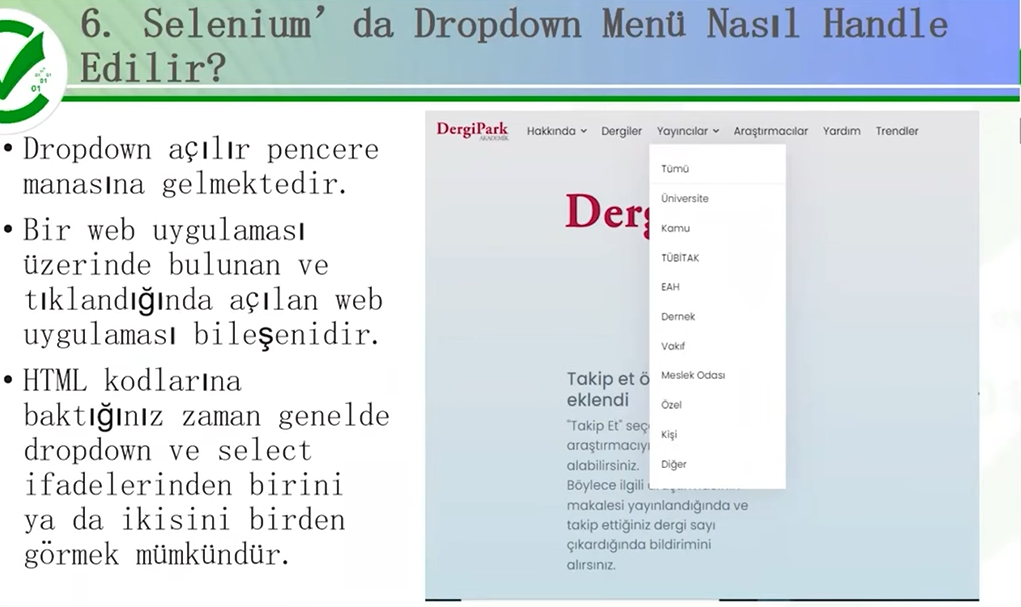 6. Selenium’da Dropdown Menü Nasıl Handle
Edilir?
• Dropdown açılır pencere
manasına gelmektedir.
• Bir web uygulaması
üzerinde bulunan ve
tıklandığında açılan web
uygulaması bileşenidir.
• HTML kodlarına
baktığınız zaman genelde
dropdown ve select
ifadelerinden birini
ya da ikisini birden
görmek mümkündür.
DergiPark
AKADEMİK
Hakkında Dergiler Yayıncılar Araştırmacılar Yardım Trendler
Tümü
Üniversite
Kamu
TÜBİTAK
EAH
Dernek
Vakıf
Meslek Odası
Özel
Kişi
Diğer
Takip et
eklendi
"Takip Et"
alabilirsiniz.
Böylece ilgili
makalesi yayınlandığında ve
takip ettiğiniz dergi sayı
çıkardığında bildirimini
alırsınız.